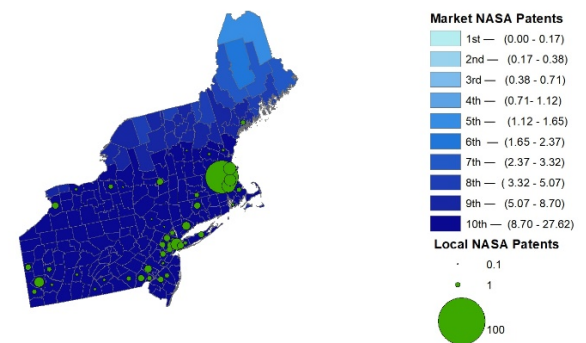 Market NASA Patents
1st — (0.00 - 0.17)
2nd — (0.17 - 0.38)
3rd — (0.38 - 0.71)
4th — (0.71- 1.12)
5th — (1.12 - 1.65)
6th — (1.65 - 2.37)
7th — (2.37 - 3.32)
8th — ( 3.32 - 5.07)
9th — (5.07 - 8.70)
10th — (8.70 - 27.62)
Local NASA Patents
0.1
1
100